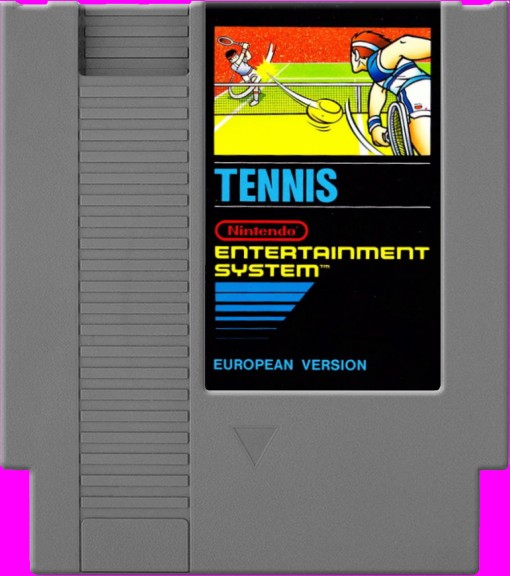 TENNIS
Nintendo®
ENTERTAINMENT
SYSTEM™
EUROPEAN VERSION